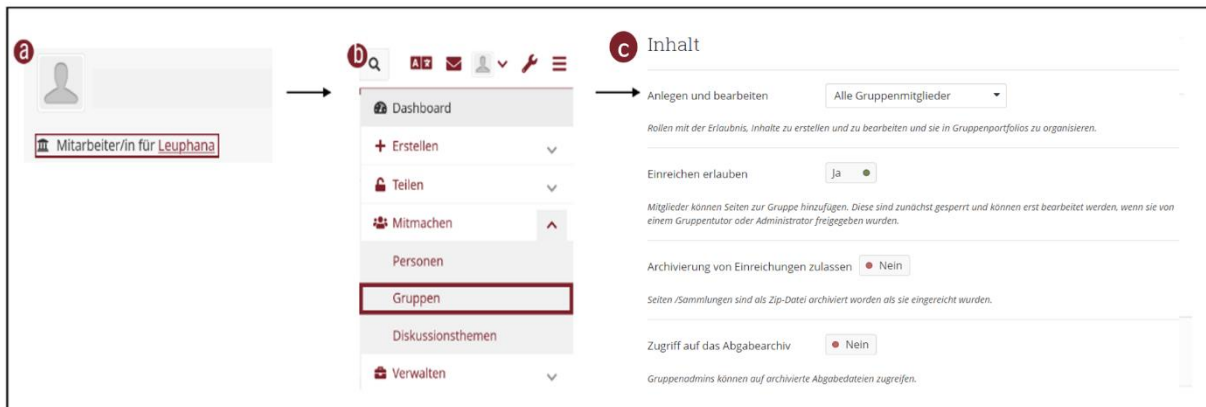 a
Mitarbeiter/in für Leuphana
b
Dashboard
+ Erstellen
Teilen
Mitmachen
Personen
Gruppen
Diskussionsthemen
Verwalten
c
Inhalt
Anlegen und bearbeiten Alle Gruppenmitglieder
Rollen mit der Erlaubnis, Inhalte zu erstellen und zu bearbeiten und sie in Gruppenportfolios zu organisieren.
Einreichen erlauben Ja
Mitglieder können Seiten zur Gruppe hinzufügen. Diese sind zunächst gesperrt und können erst bearbeitet werden, wenn sie von
einem Gruppentutor oder Administrator freigegeben wurden.
Archivierung von Einreichungen zulassen Nein
Seiten /Sammlungen sind als Zip-Datei archiviert worden als sie eingereicht wurden.
Zugriff auf das Abgabearchiv Nein
Gruppenadmins können auf archivierte Abgabedateien zugreifen.